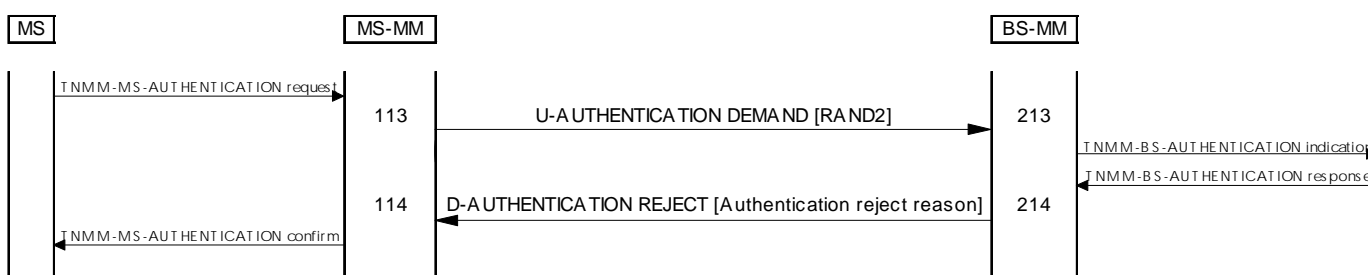 MS MS-MM BS-MM
TNMM-MS-AUTHENTICATION request
113 U-AUTHENTICATION DEMAND [RAND2] 213
TNMM-BS-AUTHENTICATION indication
TNMM-BS-AUTHENTICATION response
114 D-AUTHENTICATION REJECT [Authentication reject reason] 214
TNMM-MS-AUTHENTICATION confirm